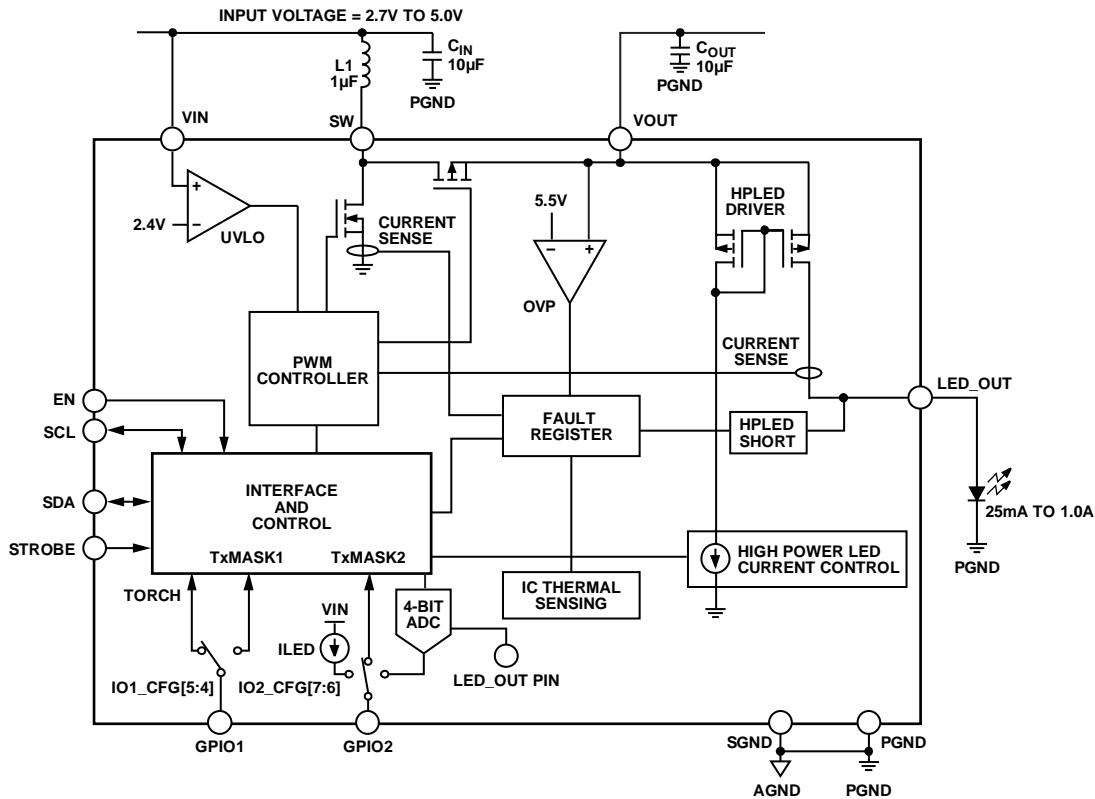 INPUT VOLTAGE = 2.7V TO 5.0V
L1
1µF
CIN
10µF
PGND
COUT
10µF
PGND
VIN
SW
VOUT
2.4V
+
−
UVLO
CURRENT
SENSE
5.5V
−
+
OVP
HPLED
DRIVER
PWM
CONTROLLER
CURRENT
SENSE
EN
SCL
SDA
STROBE
FAULT
REGISTER
HPLED
SHORT
LED_OUT
25mA TO 1.0A
PGND
INTERFACE
AND
CONTROL
TxMASK1
TxMASK2
TORCH
HIGH POWER LED
CURRENT CONTROL
IC THERMAL
SENSING
4-BIT
ADC
VIN
ILED
LED_OUT PIN
IO1_CFG[5:4]
IO2_CFG[7:6]
GPIO1
GPIO2
SGND
PGND
AGND
PGND